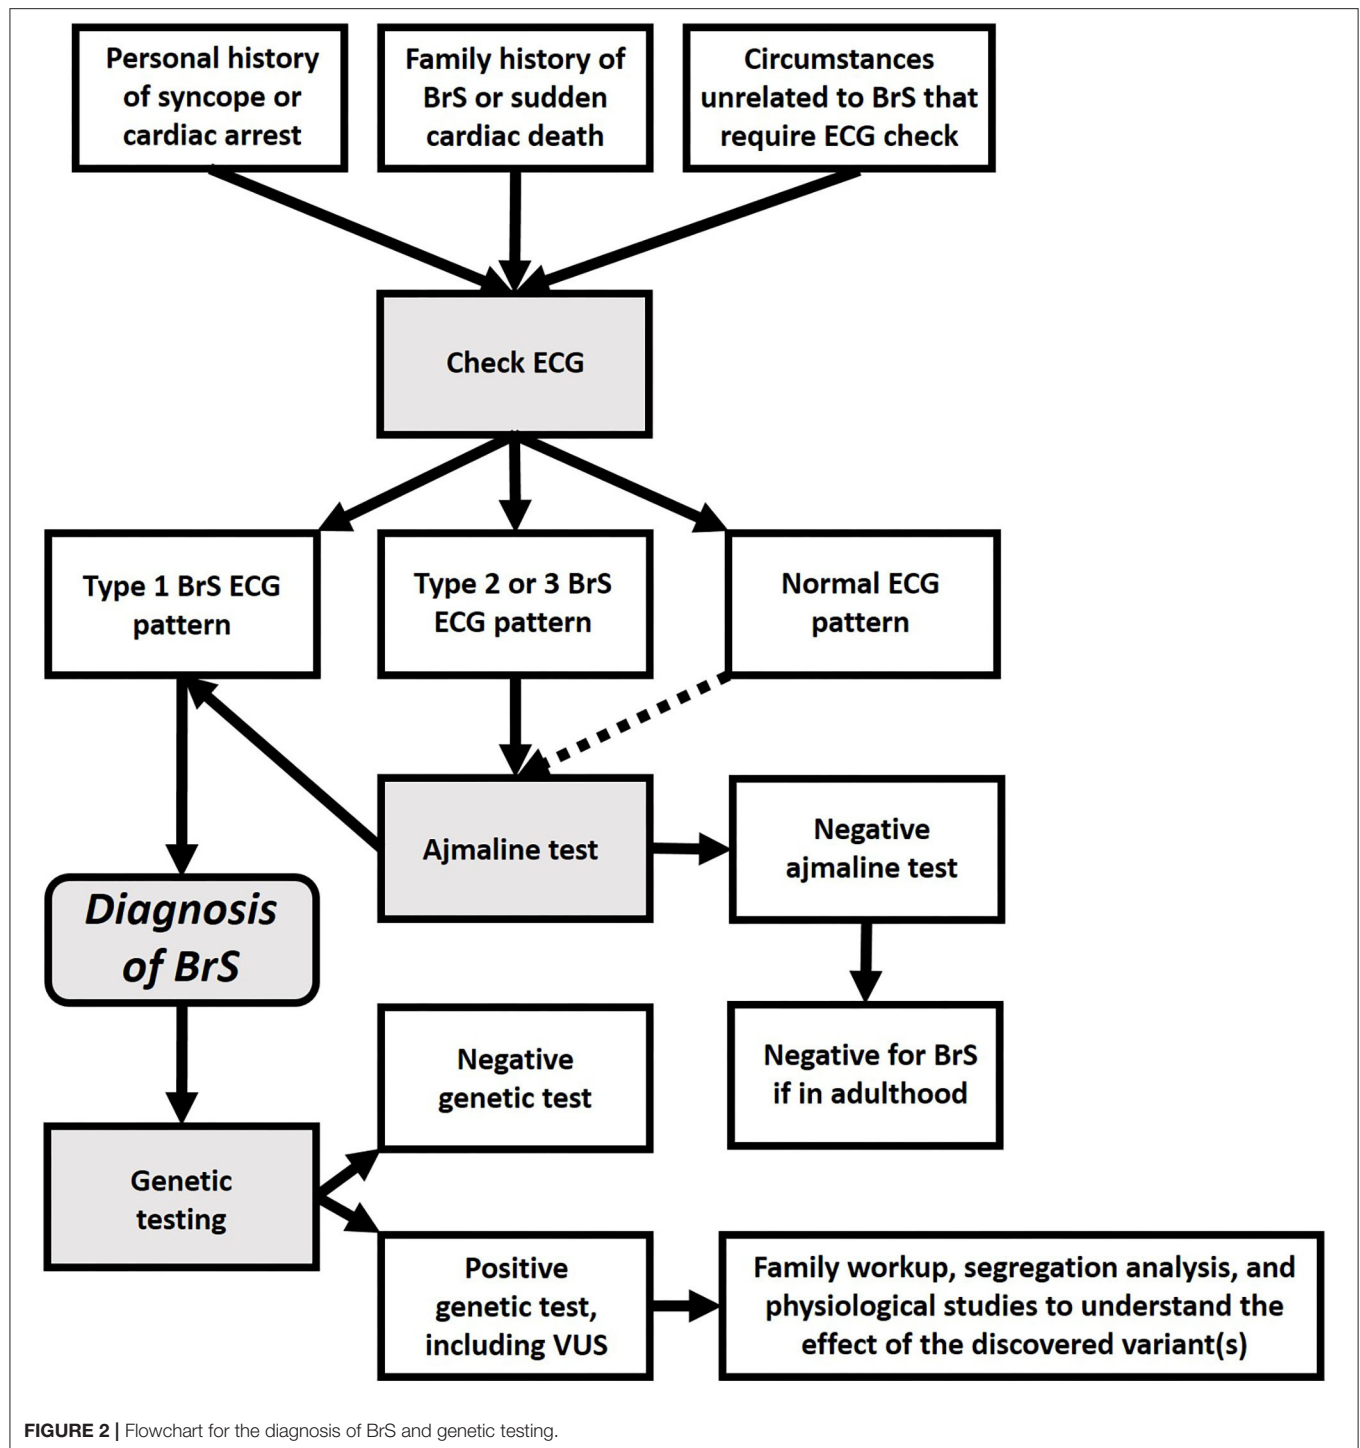 Personal history
of syncope or
cardiac arrest
Family history of
BrS or sudden
cardiac death
Circumstances
unrelated to BrS that
require ECG check
Check ECG
Type 1 BrS ECG
pattern
Type 2 or 3 BrS
ECG pattern
Normal ECG
pattern
Ajmaline test
Negative
ajmaline test
Diagnosis
of BrS
Negative for BrS
if in adulthood
Negative
genetic test
Genetic
testing
Positive
genetic test,
including VUS
Family workup, segregation analysis, and
physiological studies to understand the
effect of the discovered variant(s)
FIGURE 2 | Flowchart for the diagnosis of BrS and genetic testing.